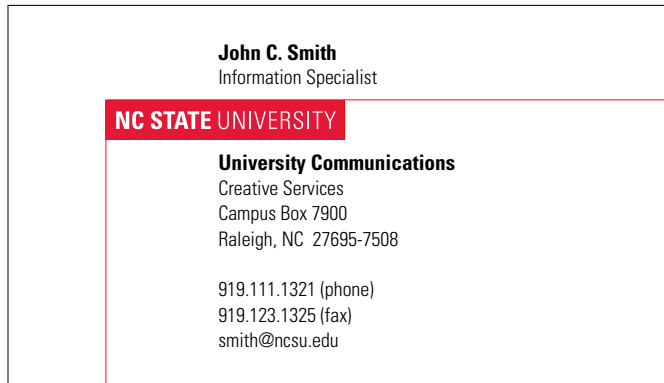 John C. Smith
Information Specialist
NC STATE UNIVERSITY
University Communications
Creative Services
Campus Box 7900
Raleigh, NC  27695-7508
919.111.1321 (phone)
919.123.1325 (fax)
smith@ncsu.edu